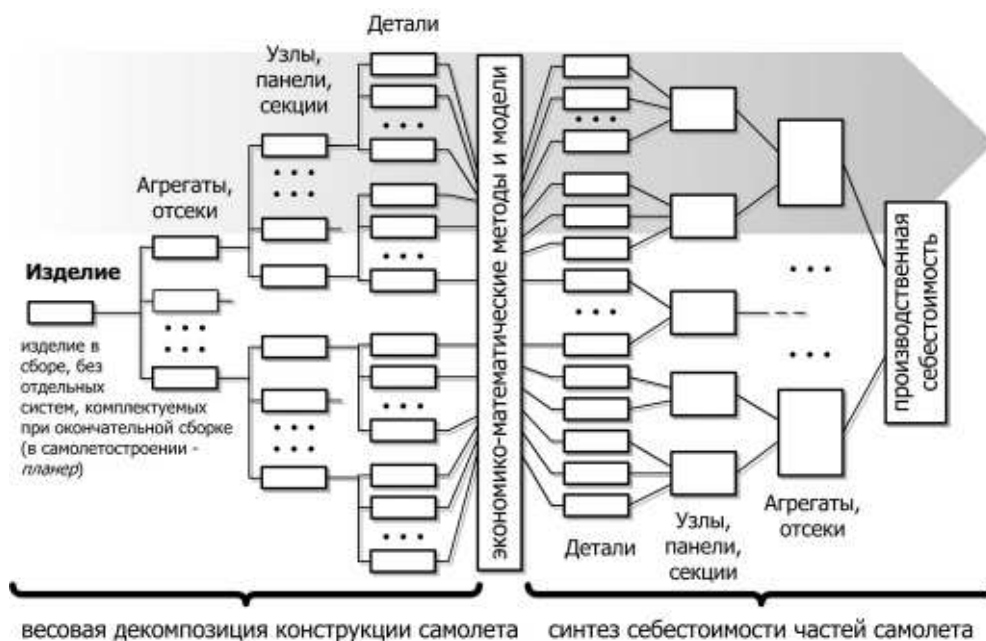 Детали
Узлы,
панели,
секции
Агрегаты,
отсеки
Изделие
изделие в
сборе, без
отдельных
систем, комплектуемых
при окончательной сборке
(в самолетостроении -
планер)
экономико-математические методы и модели
производственная
себестоимость
Детали
Узлы,
панели,
секции
Агрегаты,
отсеки
весовая декомпозиция конструкции самолета
синтез себестоимости частей самолета